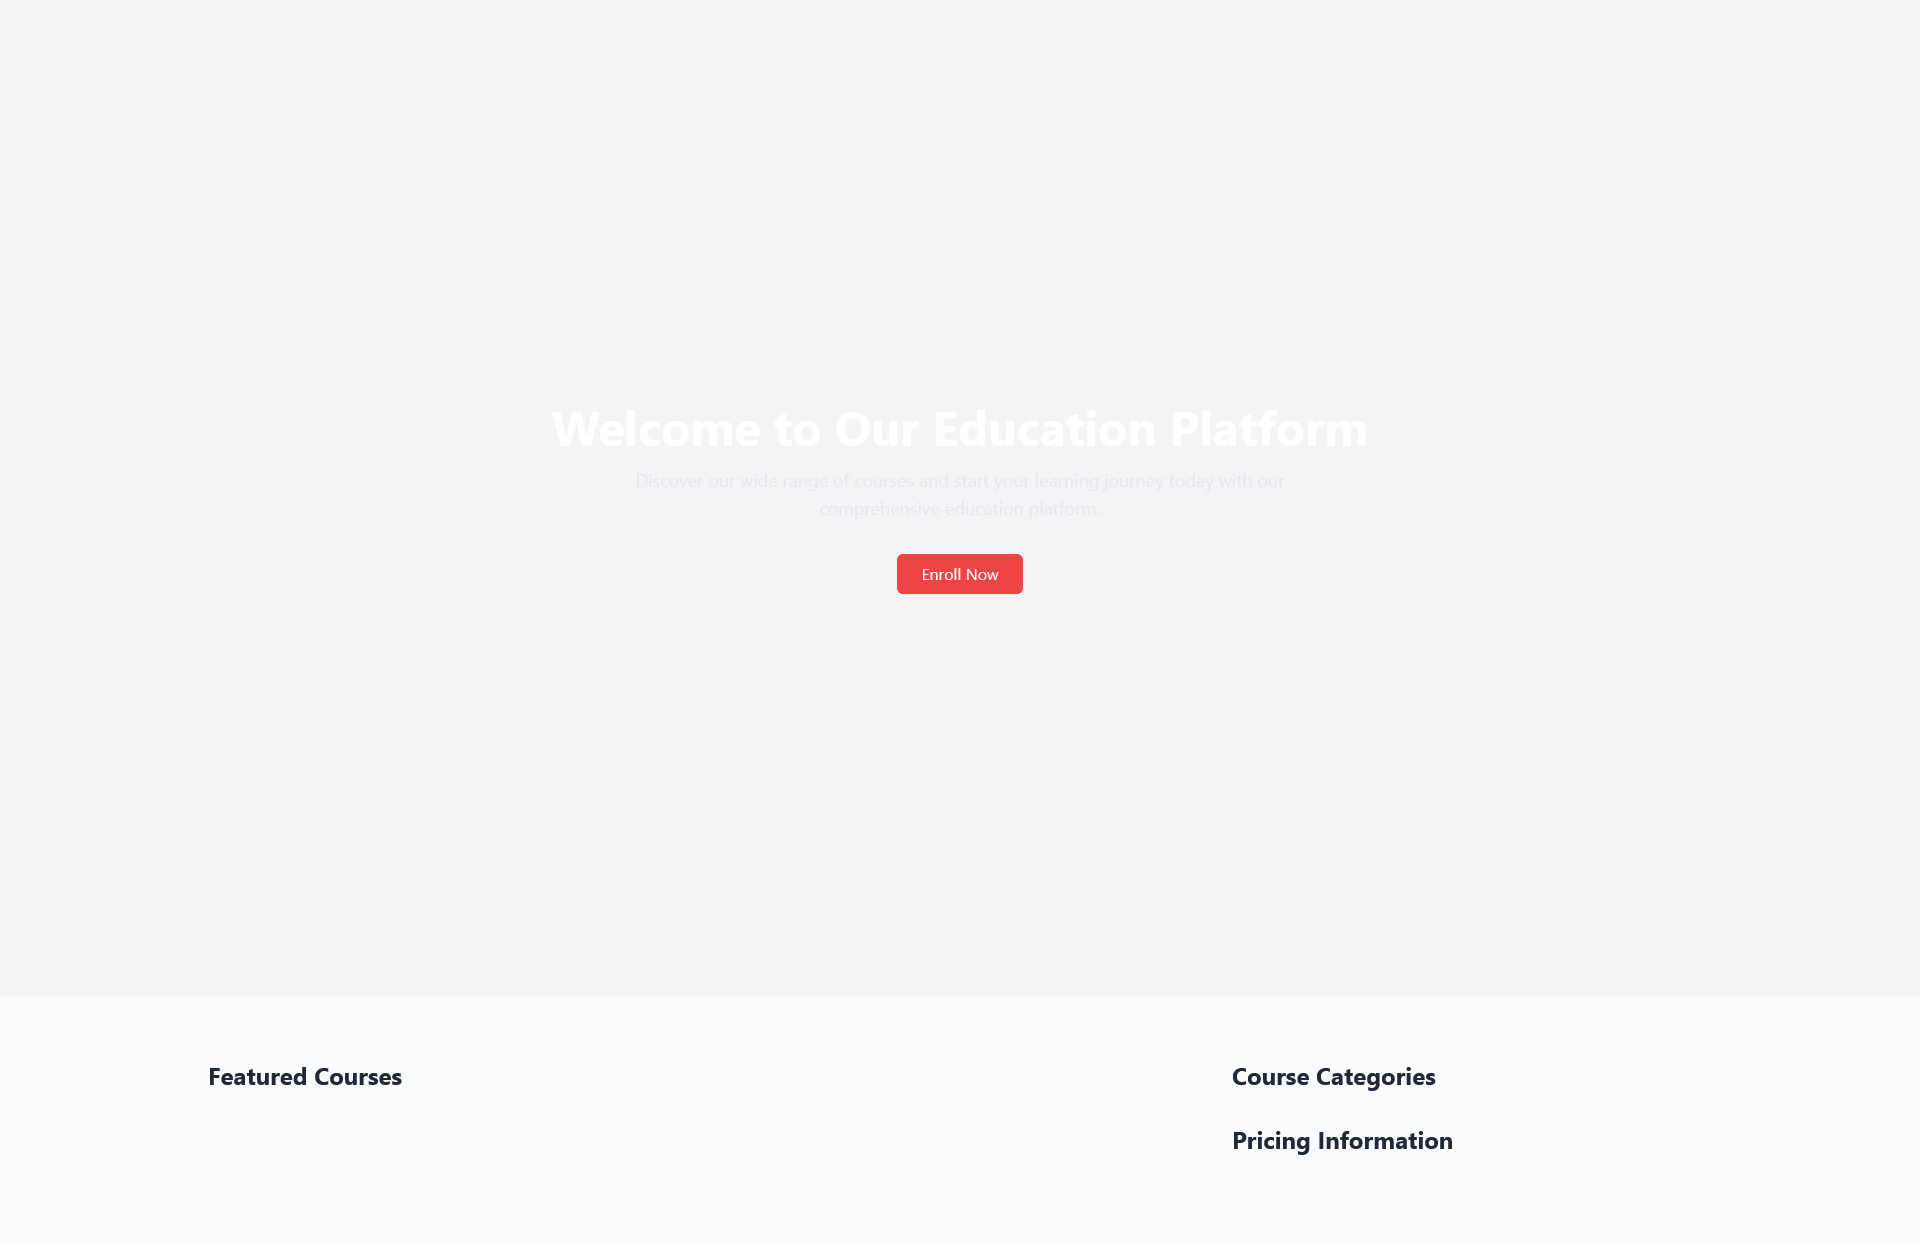 Welcome to Our Education Platform
Discover our wide range of courses and start your learning journey today with our
comprehensive education platform.
Enroll Now
Featured Courses
Course Categories
Pricing Information